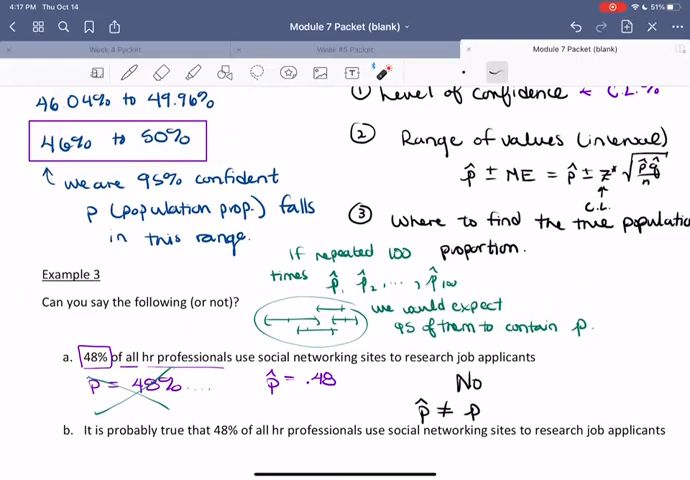 4:17 PM Thu Oct 14
51%
Module 7 Packet (blank)
Week 4 Packet
Week #5 Packet
Module 7 Packet (blank)
46.04% to 49.96%
46% to 50%
↑ we are 95% confident
p (population prop.) falls
in this range.
① Level of confidence ← C.L. %
② Range of values (interval)
p̂ ± ME = p̂ ± z* √(p̂q̂/n)
↑
C.L.
③ Where to find the true population
proportion.
If repeated 100
times p̂₁ p̂₂, ..., p̂₁₀₀
we would expect
95 of them to contain p.
Example 3
Can you say the following (or not)?
a. 48% of all hr professionals use social networking sites to research job applicants
p = 48% .... p̂ = .48 No
p̂ ≠ p
b. It is probably true that 48% of all hr professionals use social networking sites to research job applicants